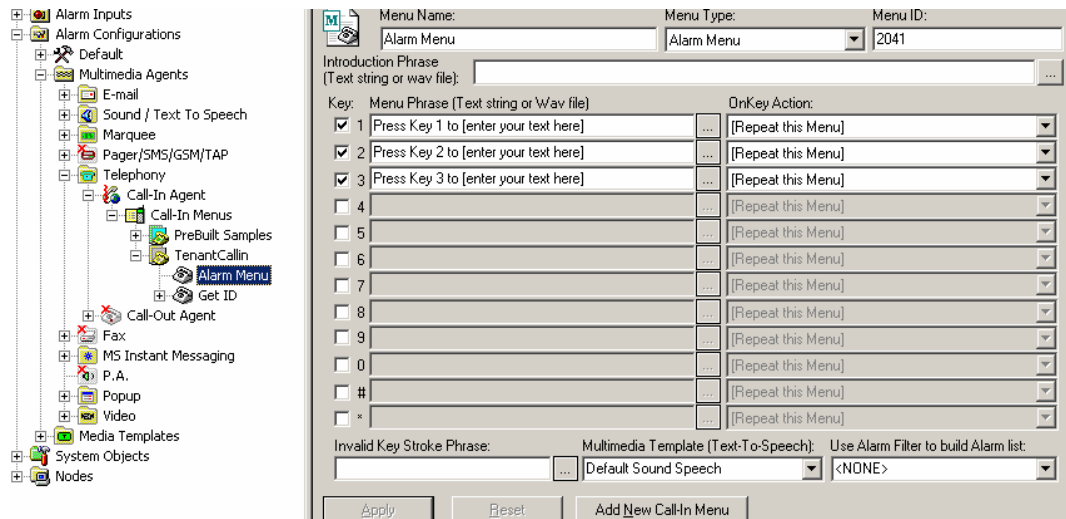 Alarm Inputs
Alarm Configurations
Default
Multimedia Agents
E-mail
Sound / Text To Speech
Marquee
Pager/SMS/GSM/TAP
Telephony
Call-In Agent
Call-In Menus
PreBuilt Samples
TenantCallin
Alarm Menu
Get ID
Call-Out Agent
Fax
MS Instant Messaging
P.A.
Popup
Video
Media Templates
System Objects
Nodes
M
Menu Name: Menu Type: Menu ID:
Alarm Menu Alarm Menu 2041
Introduction Phrase
(Text string or wav file): ...
Key: Menu Phrase (Text string or Wav file) OnKey Action:
1 Press Key 1 to [enter your text here] ... [Repeat this Menu]
2 Press Key 2 to [enter your text here] ... [Repeat this Menu]
3 Press Key 3 to [enter your text here] ... [Repeat this Menu]
4 ... [Repeat this Menu]
5 ... [Repeat this Menu]
6 ... [Repeat this Menu]
7 ... [Repeat this Menu]
8 ... [Repeat this Menu]
9 ... [Repeat this Menu]
0 ... [Repeat this Menu]
# ... [Repeat this Menu]
* ... [Repeat this Menu]
Invalid Key Stroke Phrase: Multimedia Template (Text-To-Speech): Use Alarm Filter to build Alarm list:
... Default Sound Speech <NONE>
Apply Reset Add New Call-In Menu